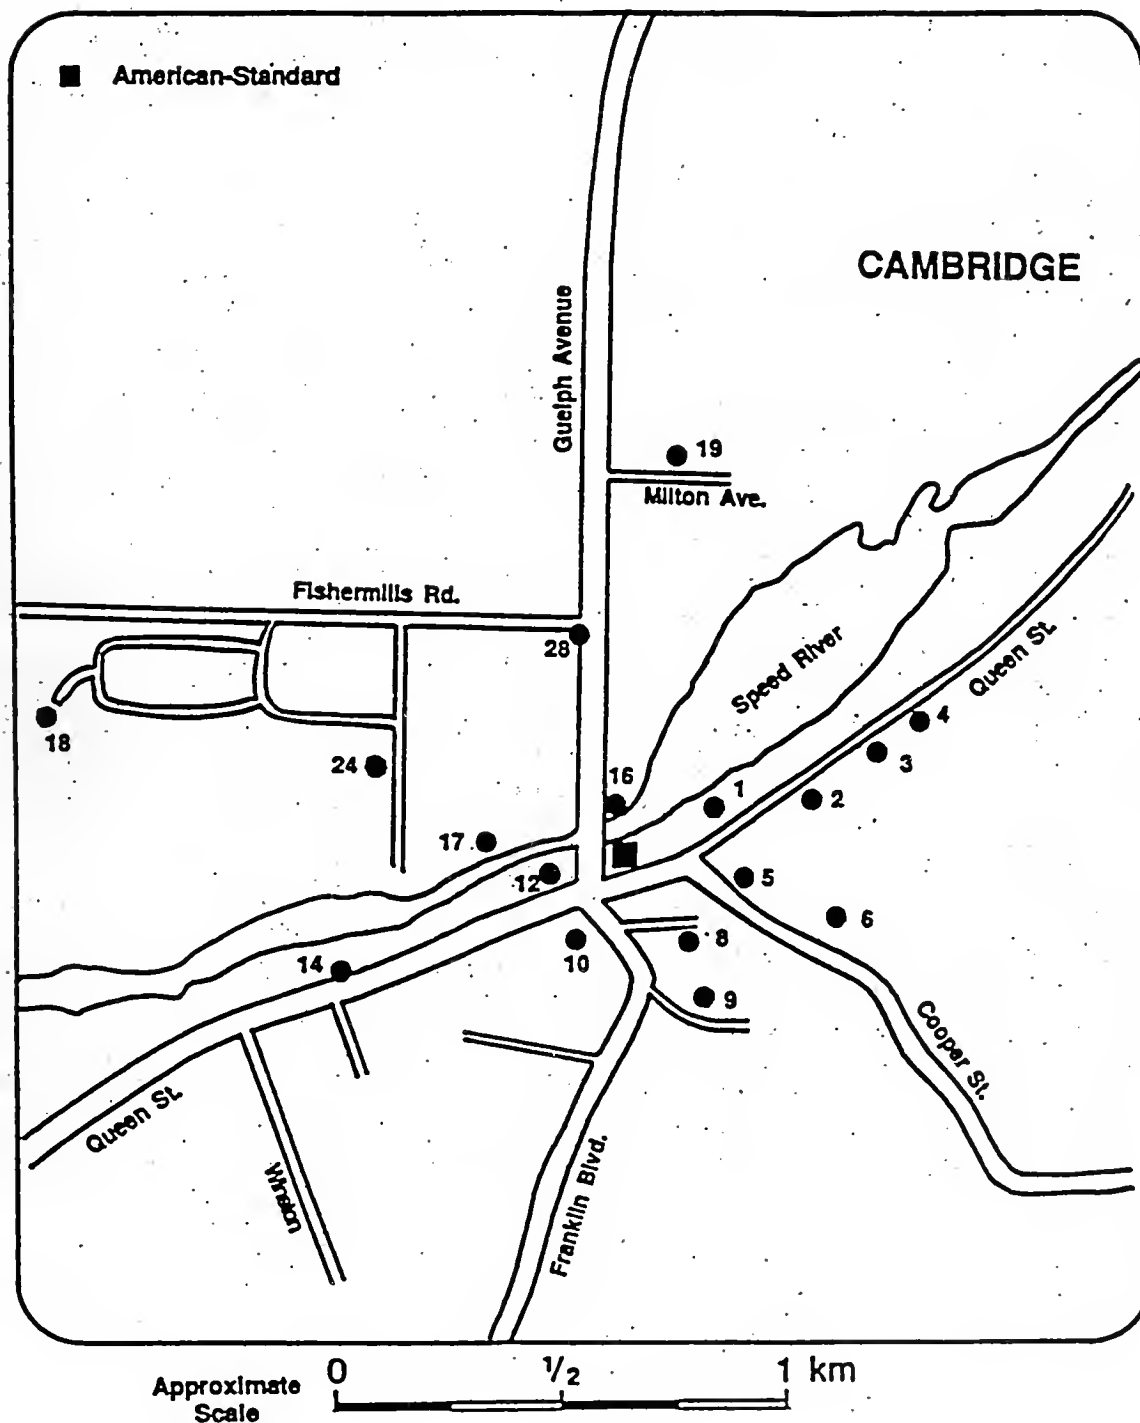 American-Standard
CAMBRIDGE
Guelph Avenue
19
Milton Ave.
Fishermills Rd.
28
Speed River
Queen St.
18
24
16
1
4
3
2
17
12
5
6
8
10
14
9
Cooper St.
Queen St.
Winston
Franklin Blvd.
0 1/2 1 km
Approximate
Scale